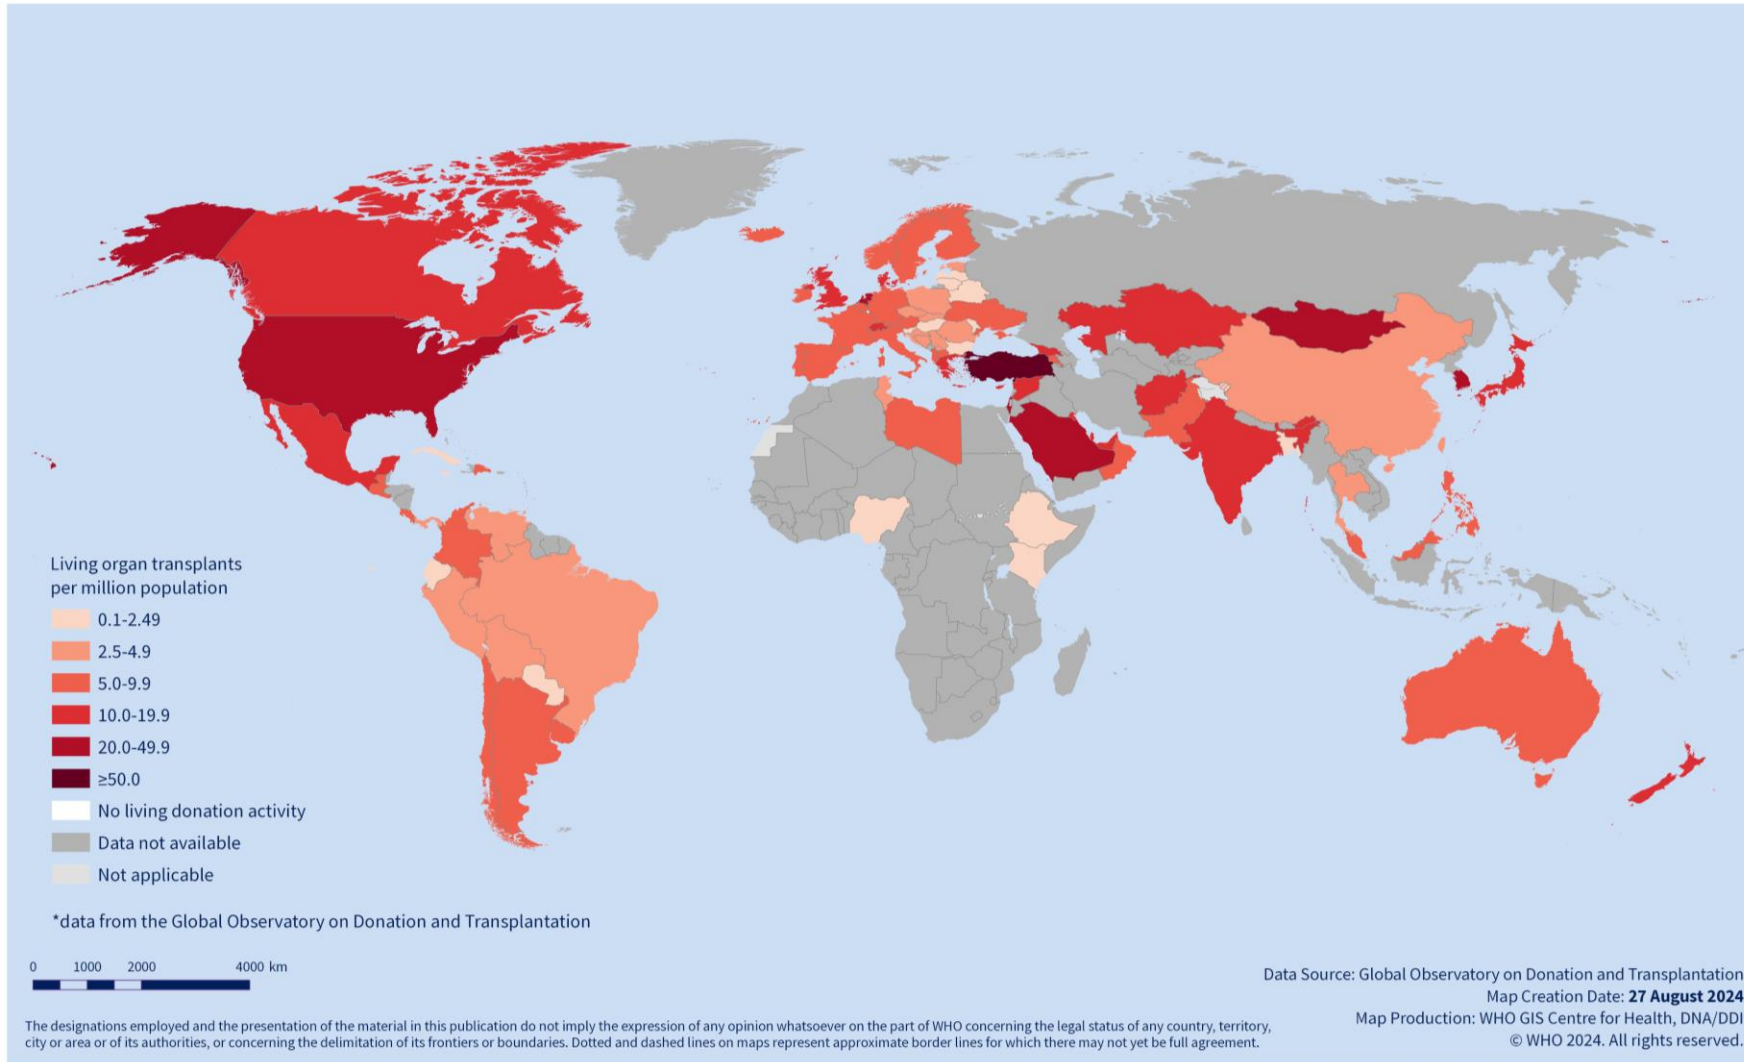 Living organ transplants
per million population
0.1-2.49
2.5-4.9
5.0-9.9
10.0-19.9
20.0-49.9
≥50.0
No living donation activity
Data not available
Not applicable
*data from the Global Observatory on Donation and Transplantation
0 1000 2000 4000 km
Data Source: Global Observatory on Donation and Transplantation
Map Creation Date: 27 August 2024
Map Production: WHO GIS Centre for Health, DNA/DDI
© WHO 2024. All rights reserved.
The designations employed and the presentation of the material in this publication do not imply the expression of any opinion whatsoever on the part of WHO concerning the legal status of any country, territory,
city or area or of its authorities, or concerning the delimitation of its frontiers or boundaries. Dotted and dashed lines on maps represent approximate border lines for which there may not yet be full agreement.